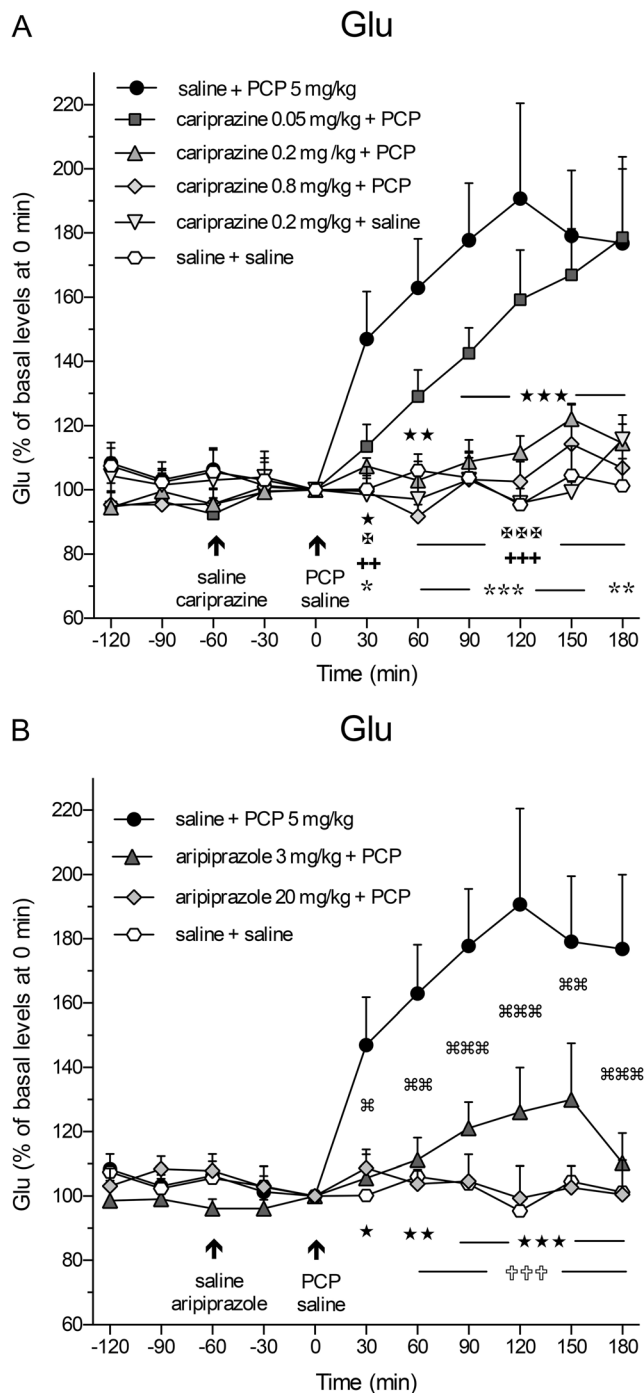 A
Glu
saline + PCP 5 mg/kg
cariprazine 0.05 mg/kg + PCP
cariprazine 0.2 mg /kg + PCP
cariprazine 0.8 mg/kg + PCP
cariprazine 0.2 mg/kg + saline
saline + saline
Glu (% of basal levels at 0 min)
220
200
180
160
140
120
100
80
60
★★★
★★
★
✠
++
*
✠✠✠
+++
***
**
saline
cariprazine
PCP
saline
-120 -90 -60 -30 0 30 60 90 120 150 180
Time (min)
B
Glu
saline + PCP 5 mg/kg
aripiprazole 3 mg/kg + PCP
aripiprazole 20 mg/kg + PCP
saline + saline
Glu (% of basal levels at 0 min)
220
200
180
160
140
120
100
80
60
⌘ ⌘⌘ ⌘⌘⌘ ⌘⌘⌘ ⌘⌘ ⌘⌘⌘
★ ★★ ★★★
✞✞✞
saline
aripiprazole
PCP
saline
-120 -90 -60 -30 0 30 60 90 120 150 180
Time (min)